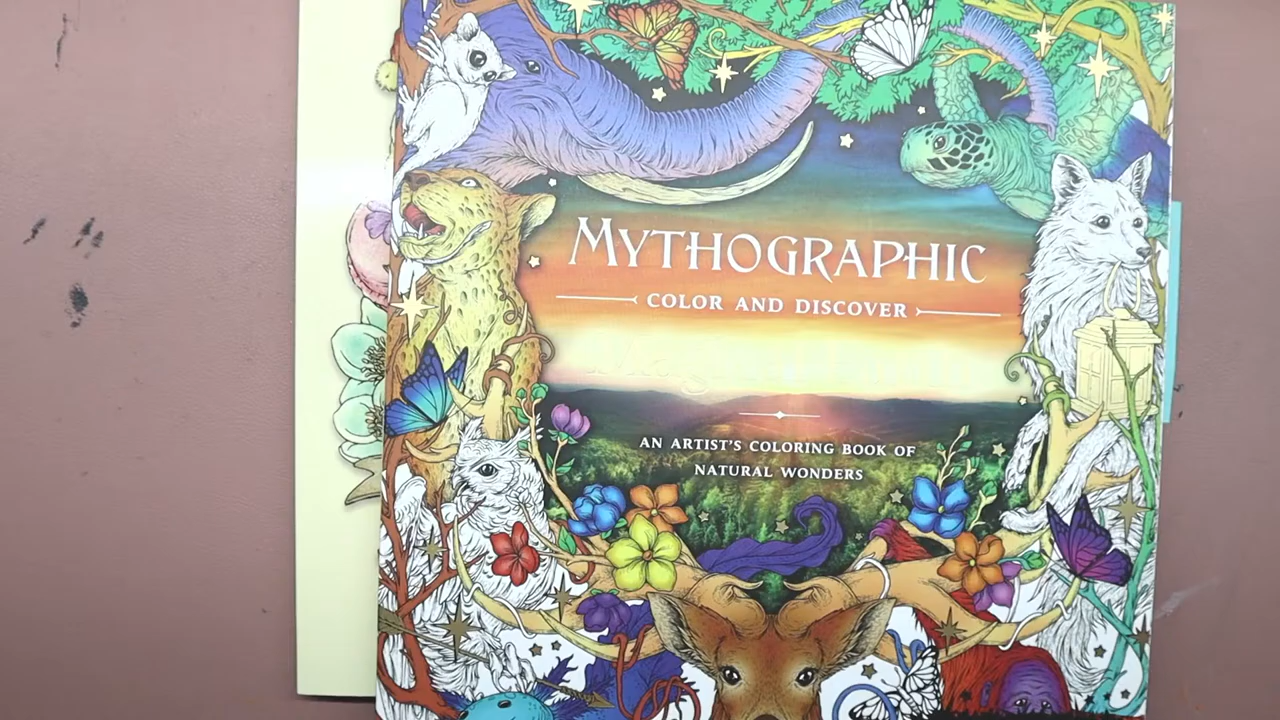 MYTHOGRAPHIC
COLOR AND DISCOVER
AN ARTIST'S COLORING BOOK OF
NATURAL WONDERS